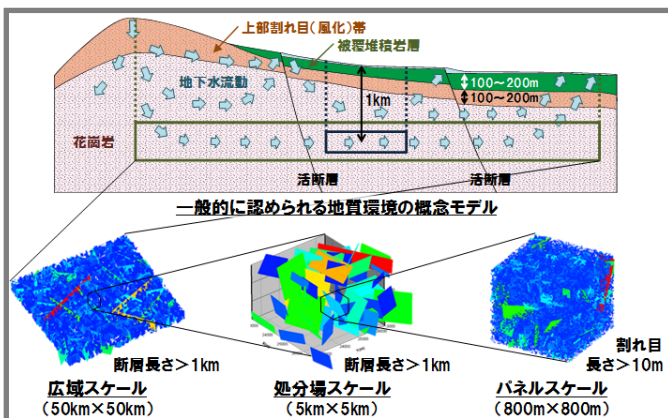 上部割れ目(風化)帯
被覆堆積岩層
地下水流動
100～200m
100～200m
1km
花崗岩
活断層
活断層
一般的に認められる地質環境の概念モデル
断層長さ＞1km
断層長さ＞1km
割れ目
長さ＞10m
広域スケール
(50km×50km)
処分場スケール
(5km×5km)
パネルスケール
(800m×800m)